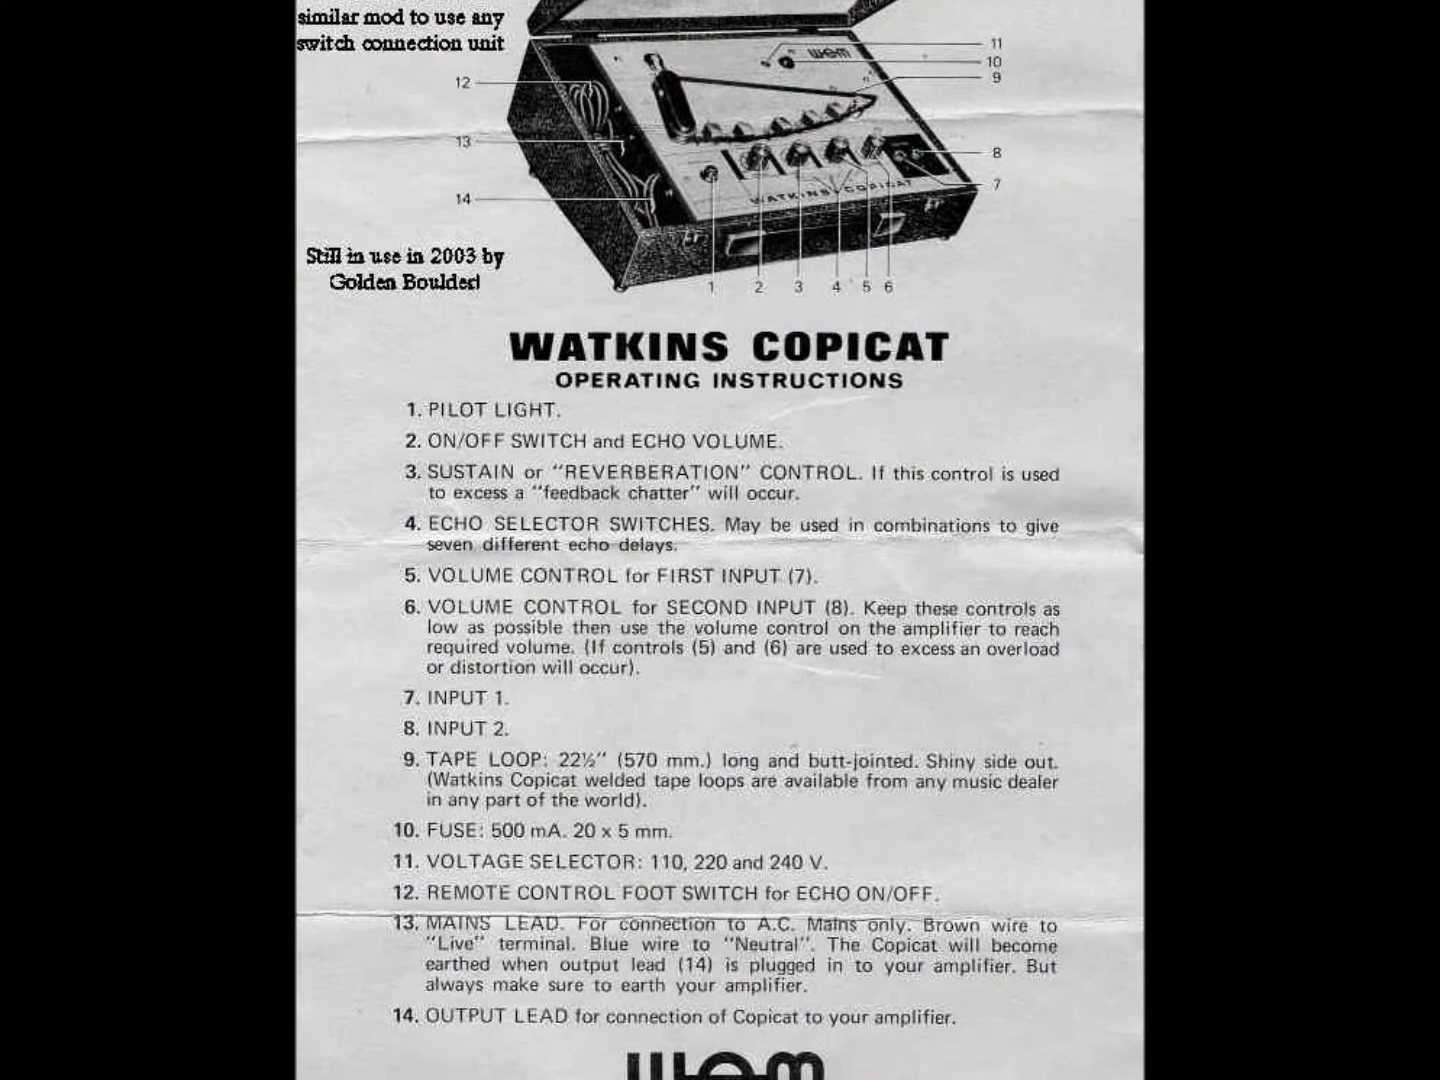 similar mod to use any
switch connection unit
wem
11
10
9
12
13
8
14
7
WATKINS COPICAT
Still in use in 2003 by
Golden Boulded
1 2 3 4 5 6
WATKINS COPICAT
OPERATING INSTRUCTIONS
1. PILOT LIGHT.
2. ON/OFF SWITCH and ECHO VOLUME.
3. SUSTAIN or "REVERBERATION" CONTROL. If this control is used
to excess a "feedback chatter" will occur.
4. ECHO SELECTOR SWITCHES. May be used in combinations to give
seven different echo delays.
5. VOLUME CONTROL for FIRST INPUT (7).
6. VOLUME CONTROL for SECOND INPUT (8). Keep these controls as
low as possible then use the volume control on the amplifier to reach
required volume. (If controls (5) and (6) are used to excess an overload
or distortion will occur).
7. INPUT 1.
8. INPUT 2.
9. TAPE LOOP: 22½" (570 mm.) long and butt-jointed. Shiny side out.
(Watkins Copicat welded tape loops are available from any music dealer
in any part of the world).
10. FUSE: 500 mA. 20 x 5 mm.
11. VOLTAGE SELECTOR: 110, 220 and 240 V.
12. REMOTE CONTROL FOOT SWITCH for ECHO ON/OFF.
13. MAINS LEAD. For connection to A.C. Mains only. Brown wire to
"Live" terminal. Blue wire to "Neutral". The Copicat will become
earthed when output lead (14) is plugged in to your amplifier. But
always make sure to earth your amplifier.
14. OUTPUT LEAD for connection of Copicat to your amplifier.
wem